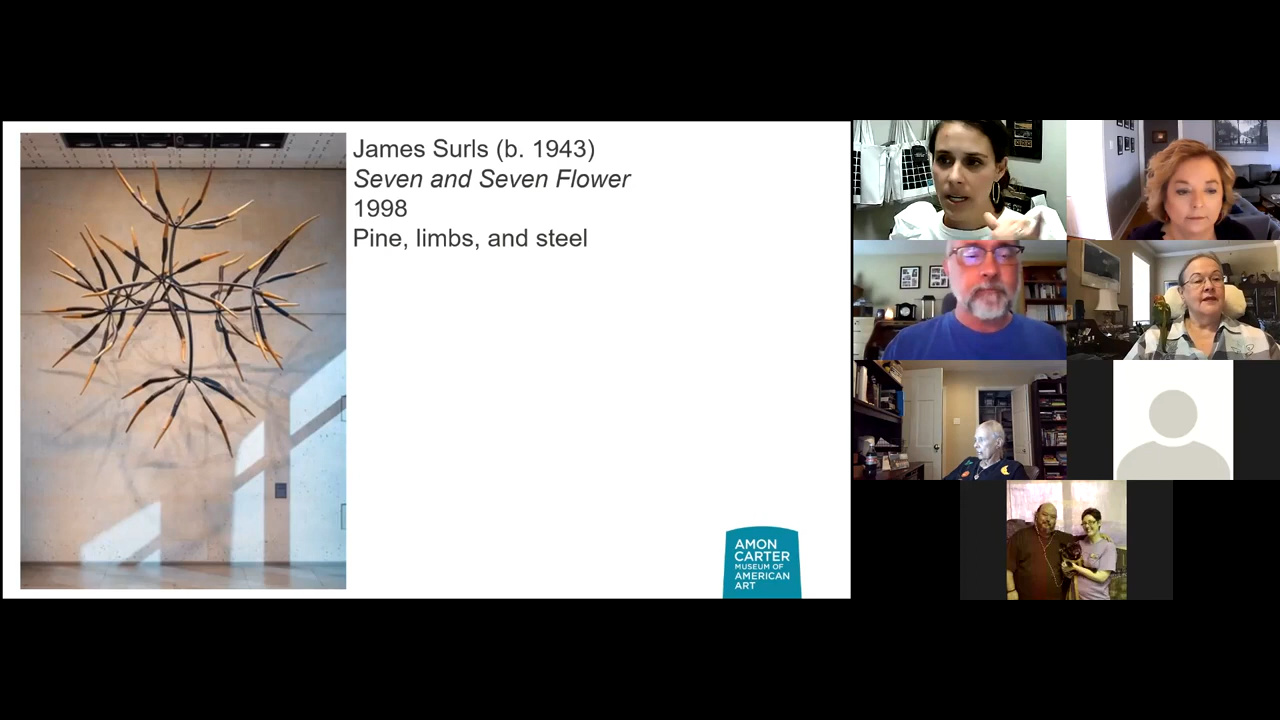 James Surls (b. 1943)
Seven and Seven Flower
1998
Pine, limbs, and steel
AMON
CARTER
MUSEUM OF
AMERICAN
ART